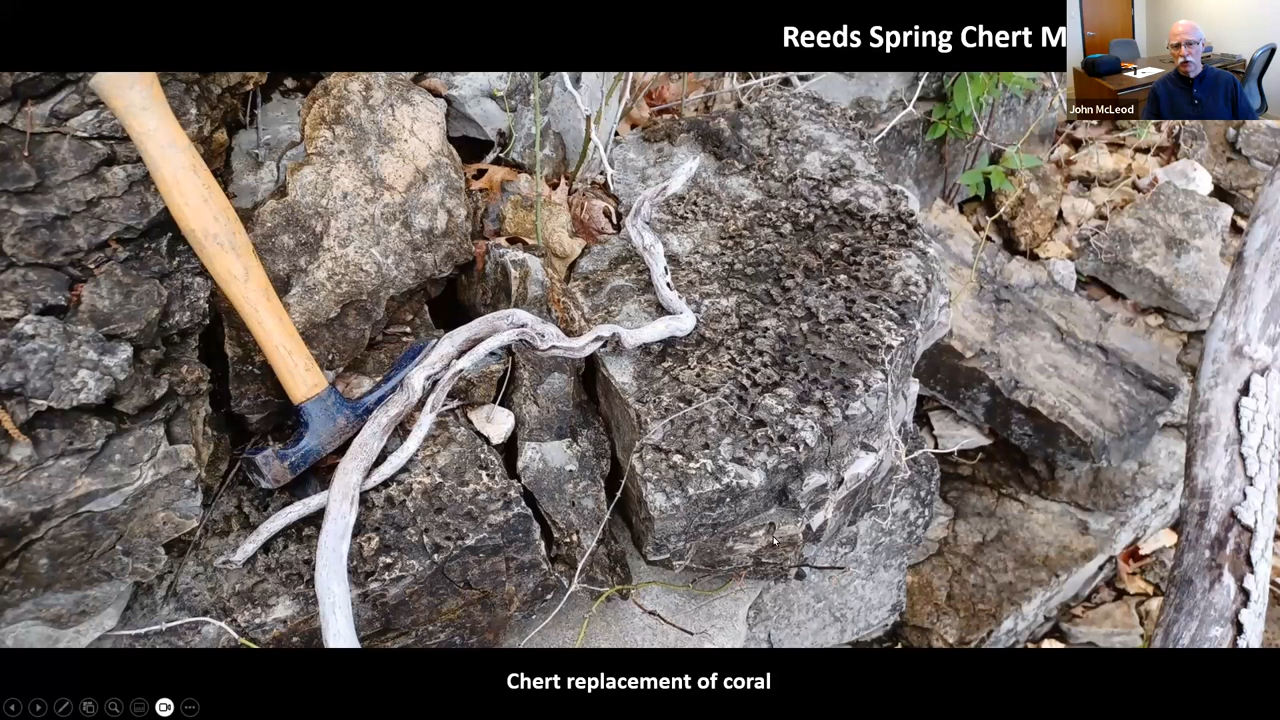 Reeds Spring Chert M
John McLeod
Chert replacement of coral